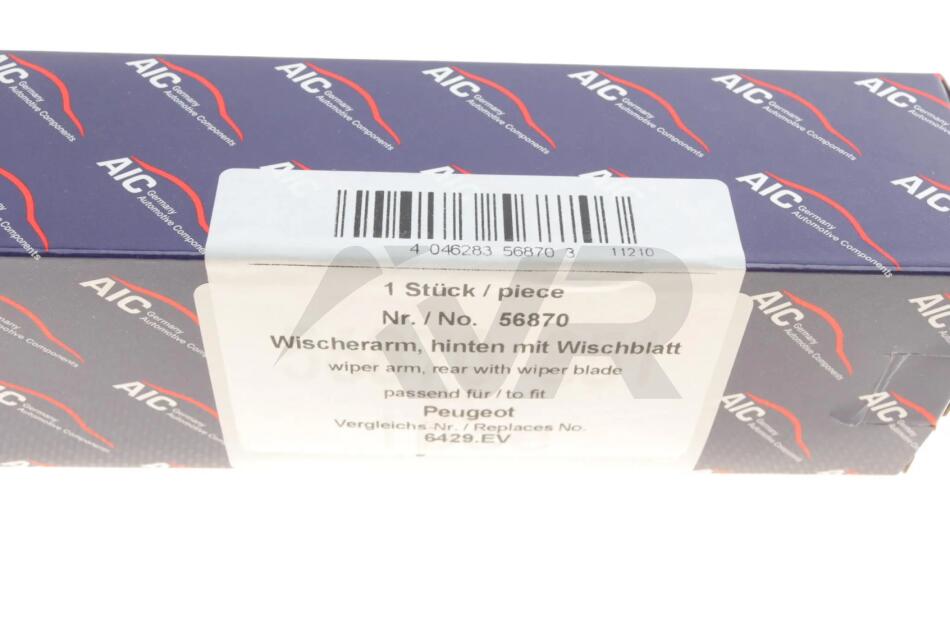 AIC Germany Automotive Components
4 046283 56870 3 11210
1 Stück / piece
Nr. / No. 56870
Wischerarm, hinten mit Wischblatt
wiper arm, rear with wiper blade
passend für / to fit
Peugeot
Vergleichs-Nr. / Replaces No.
6429.EV